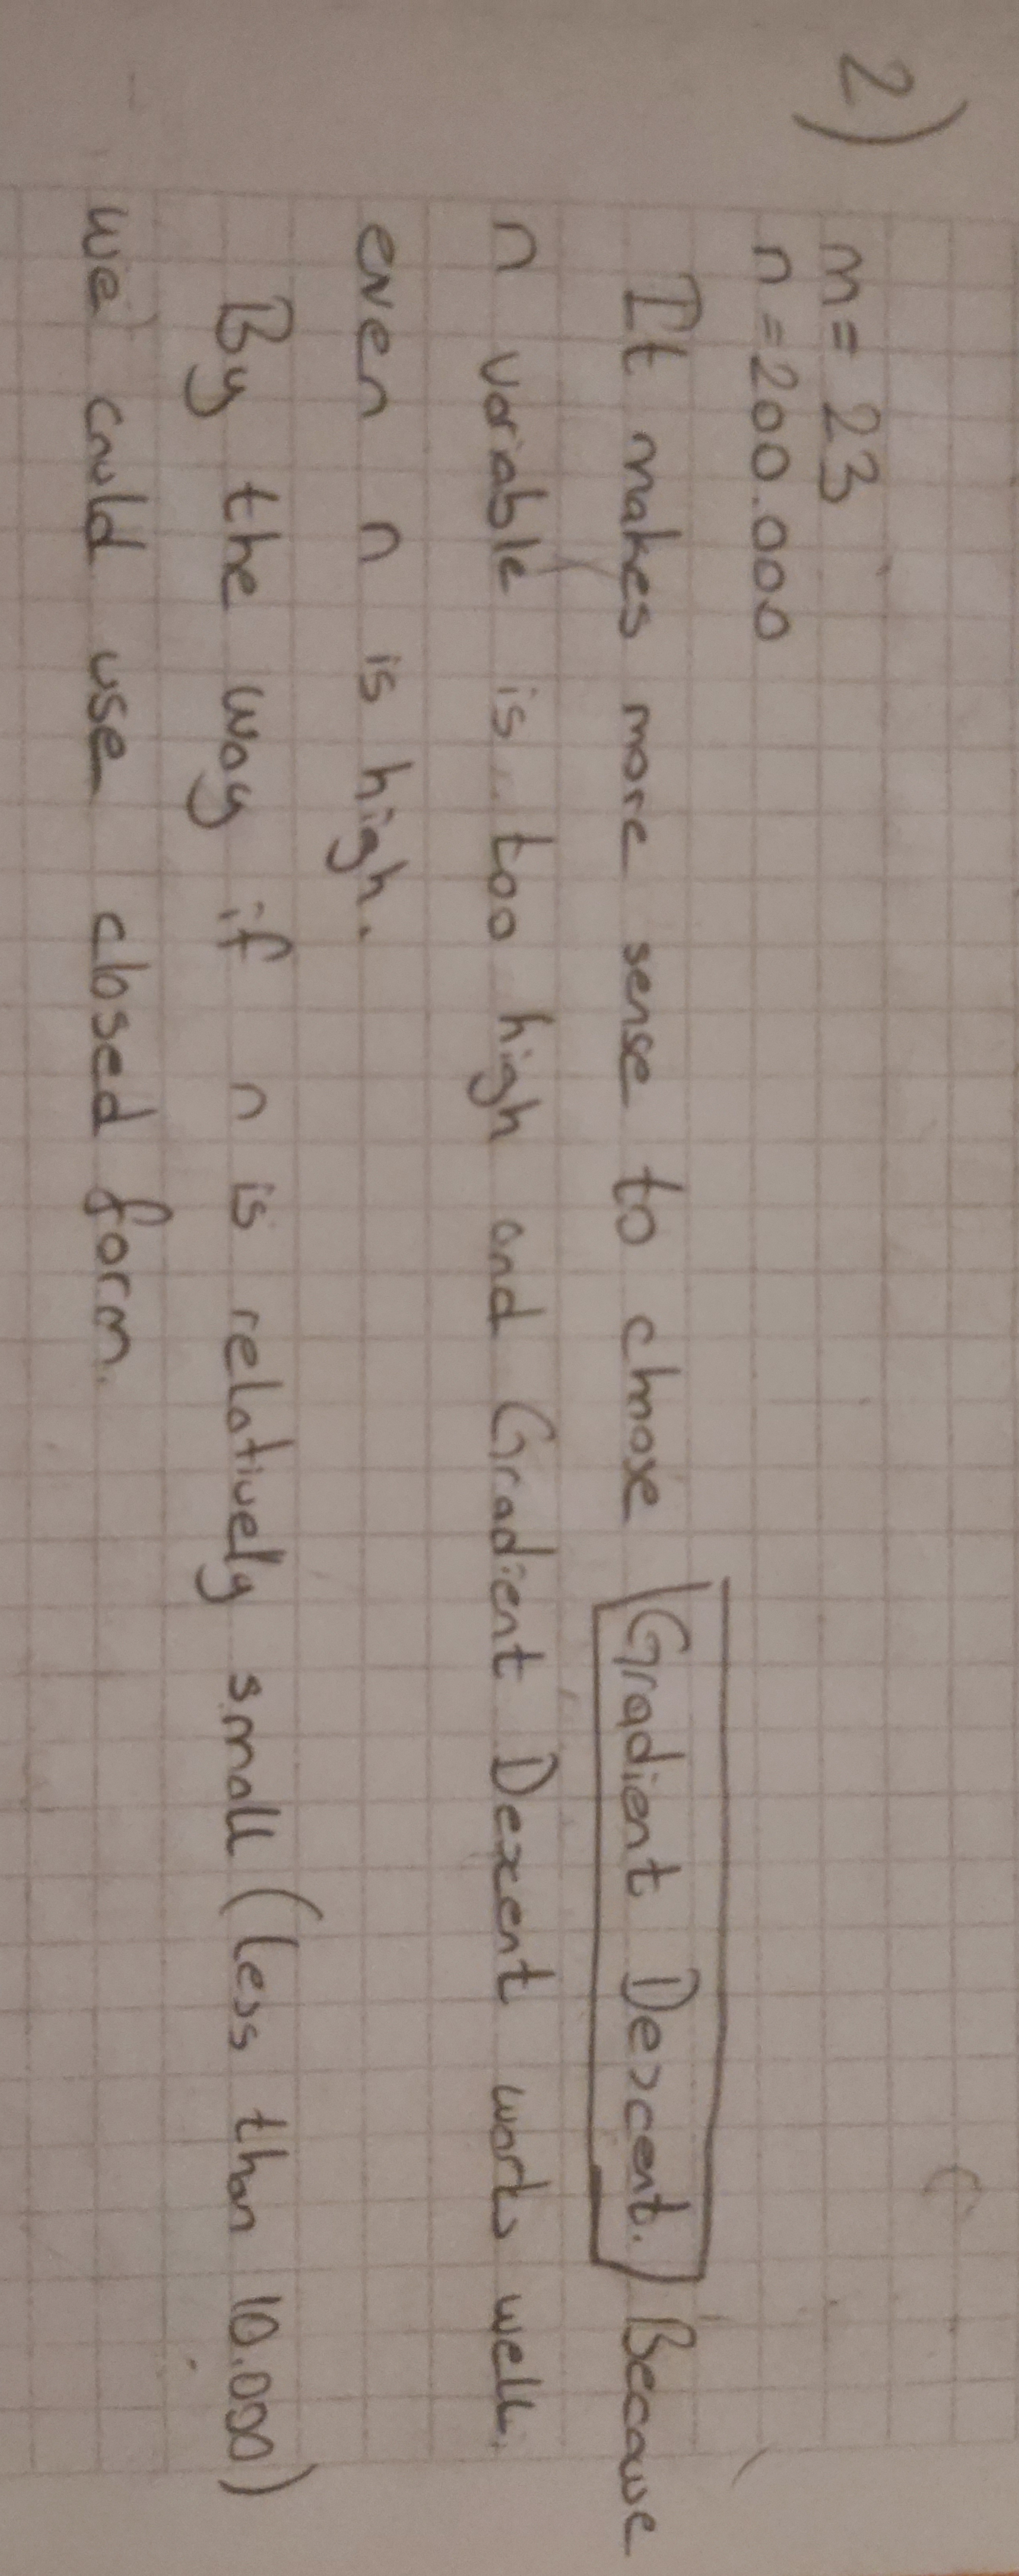 2)
m= 23
n =200.000
It makes more sense to choose Gradient Descent. Because
n variable is too high and Gradient Descent works well.
even n is high.
By the way if n is relatively small (less than 10.000)
we could use closed form.